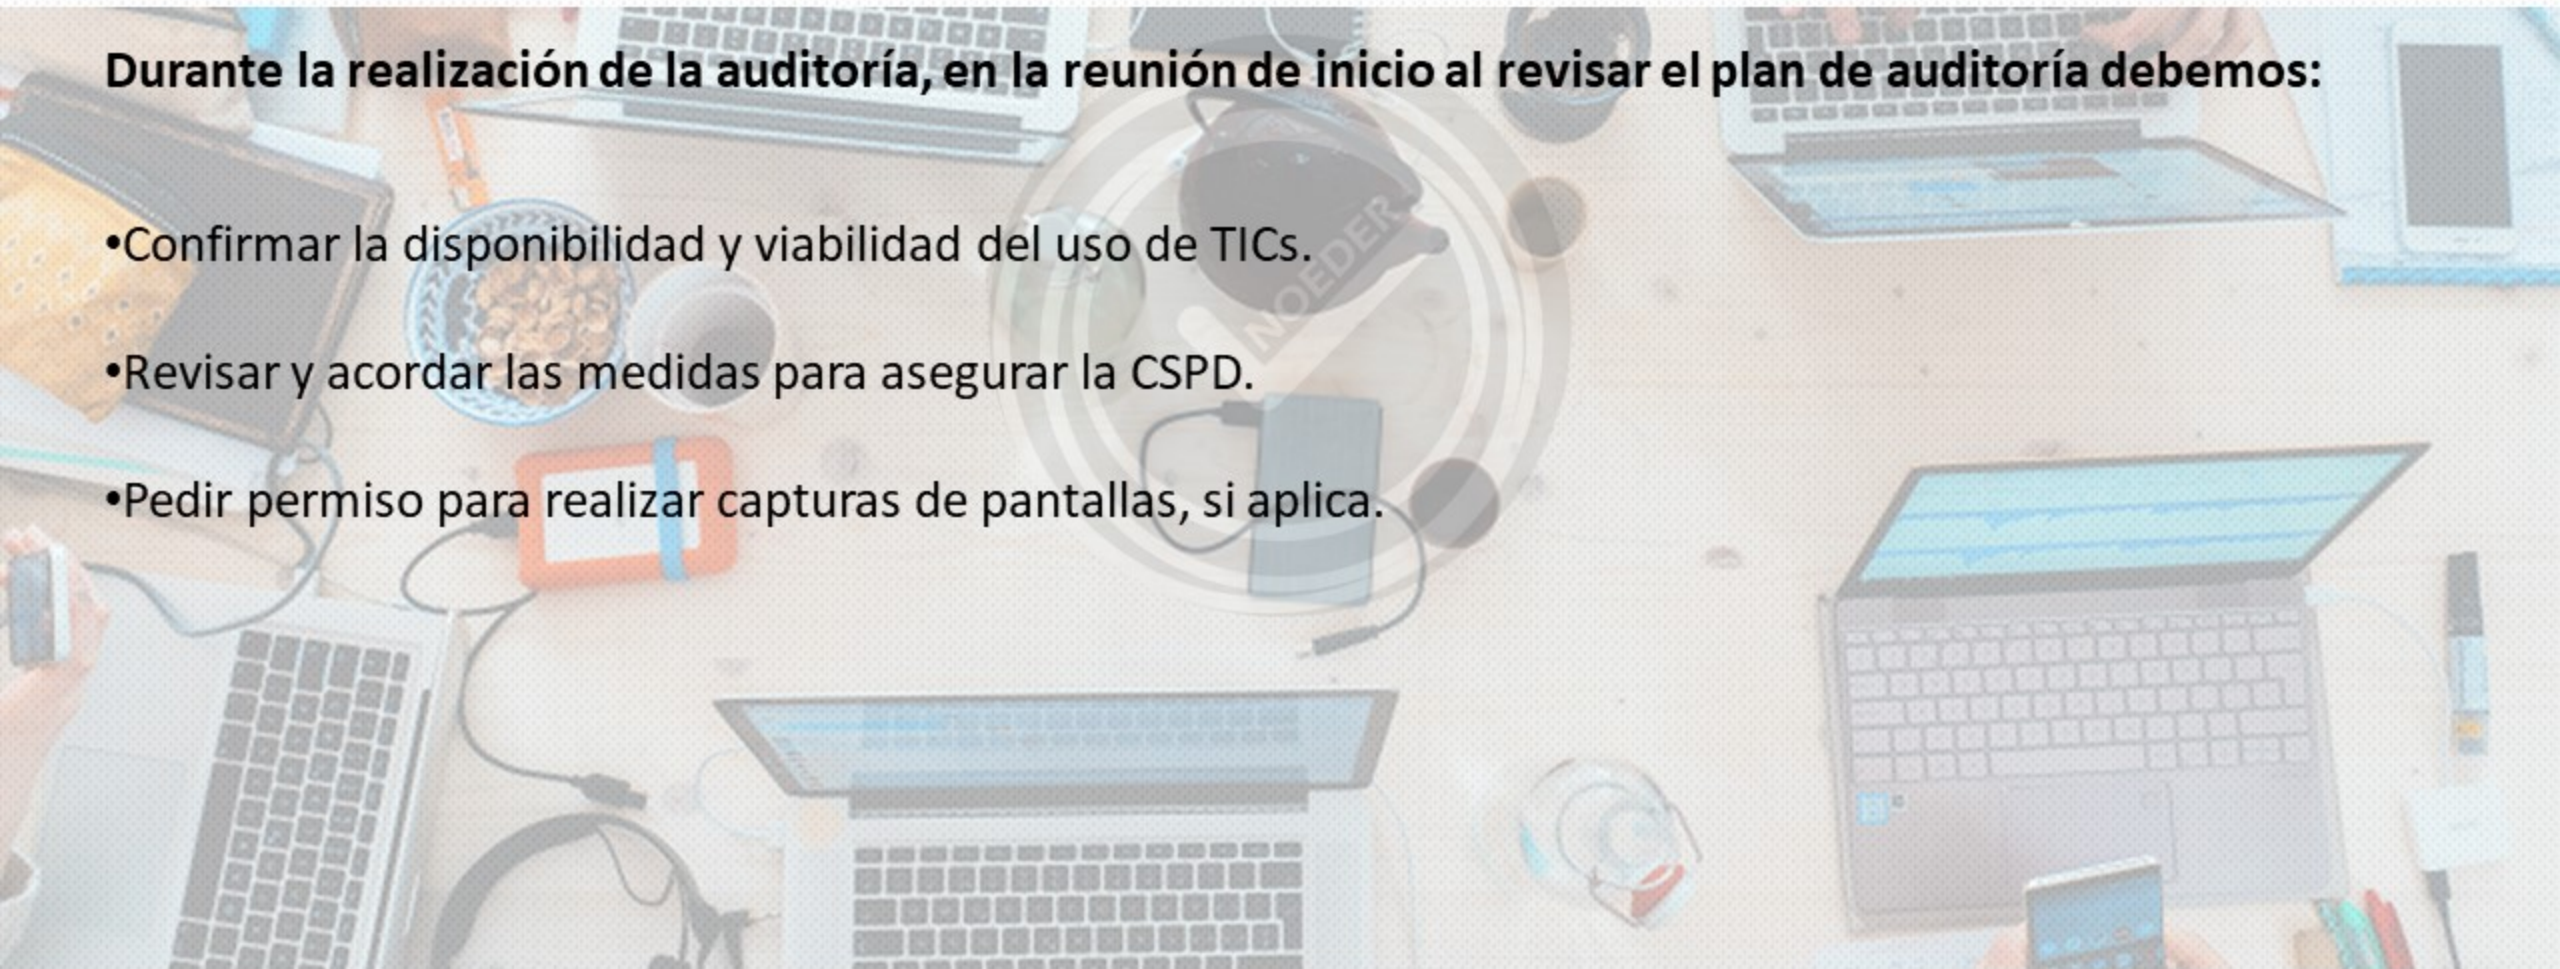 Durante la realización de la auditoría, en la reunión de inicio al revisar el plan de auditoría debemos:
•Confirmar la disponibilidad y viabilidad del uso de TICs.
NOEDER
•Revisar y acordar las medidas para asegurar la CSPD.
•Pedir permiso para realizar capturas de pantallas, si aplica.